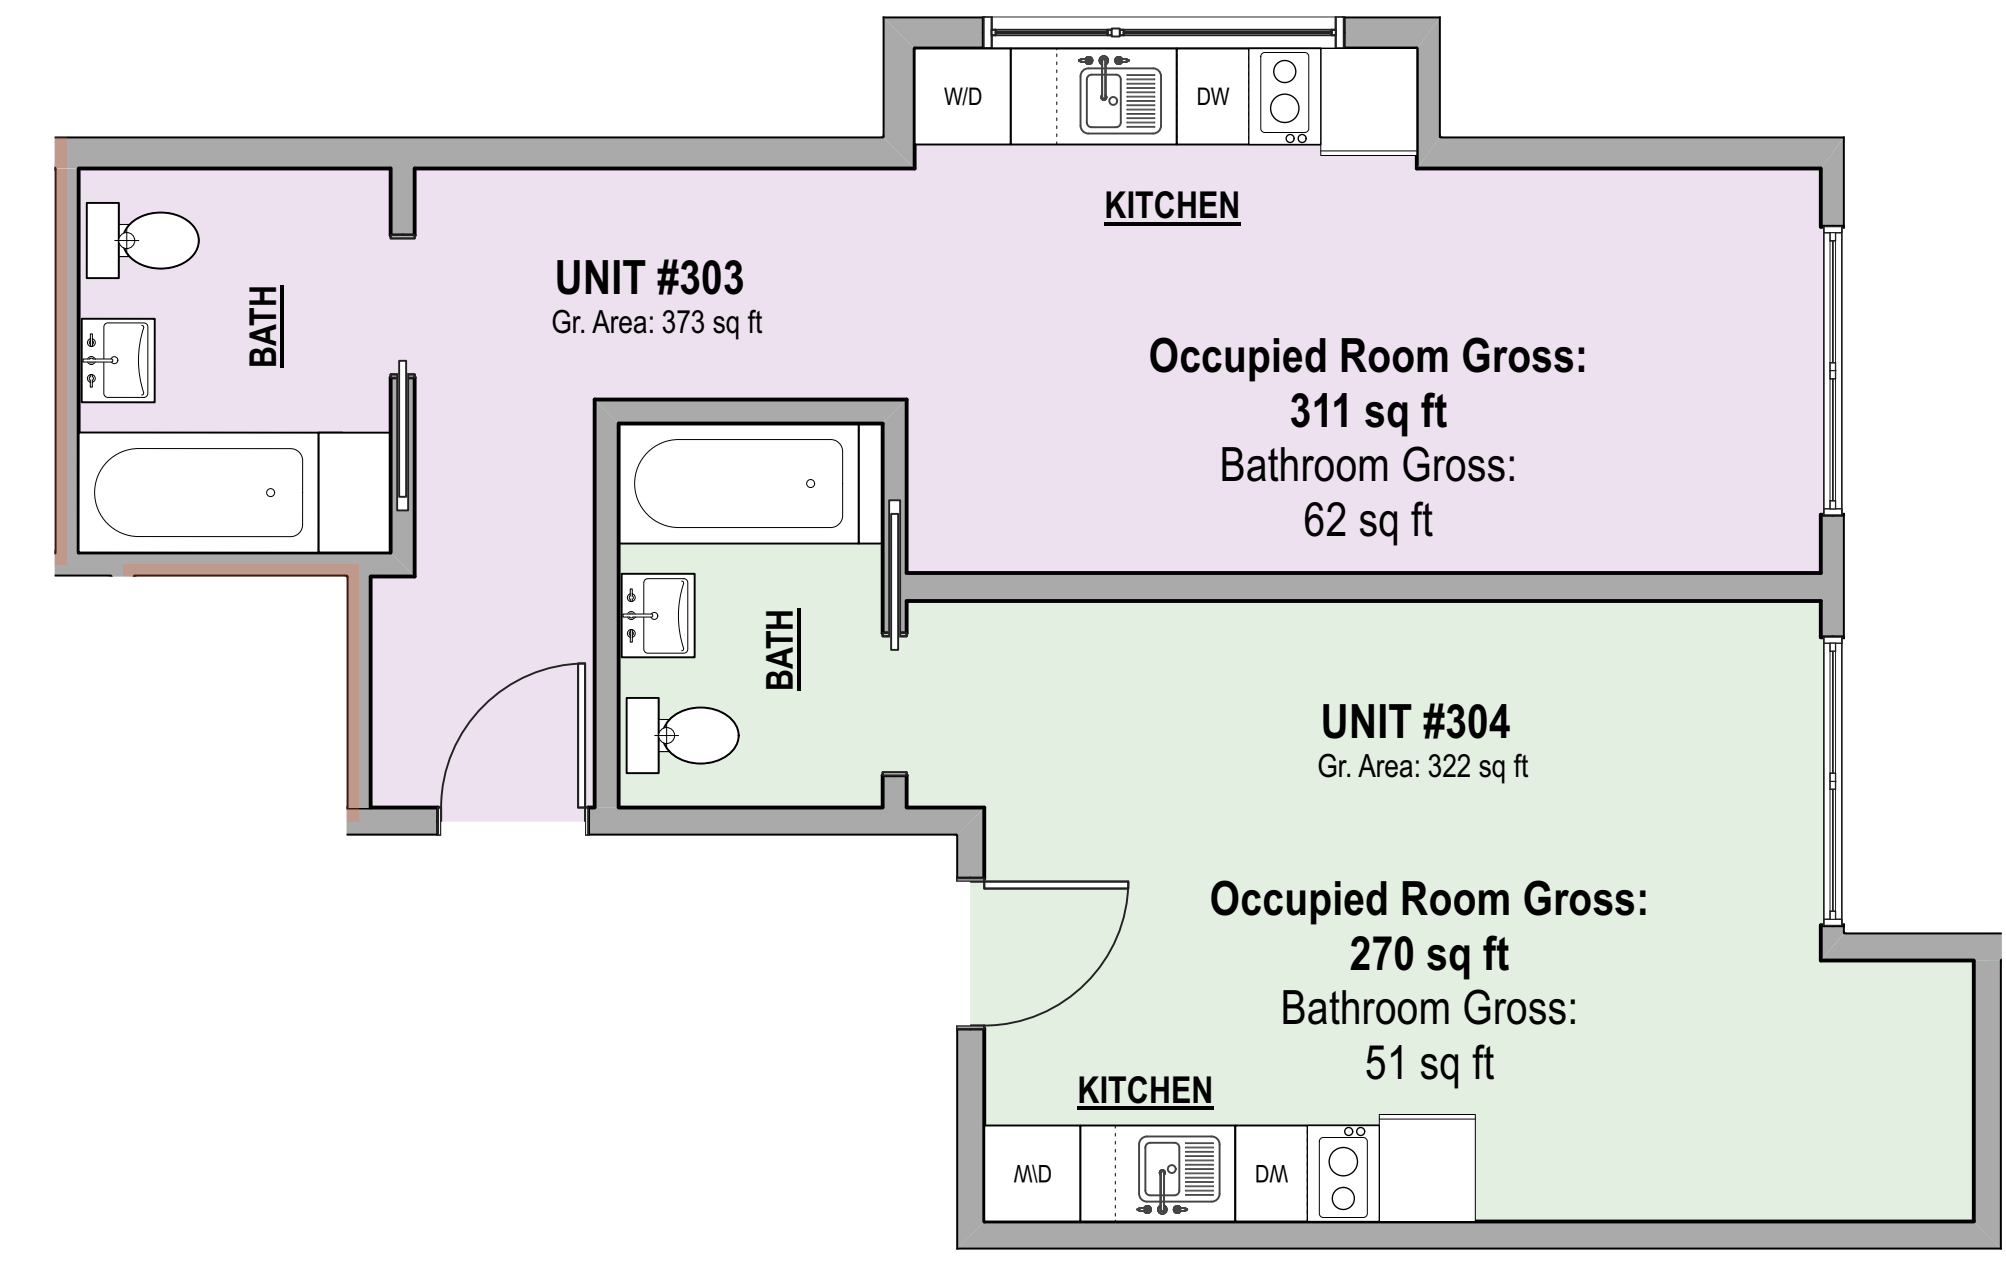 W/D
DW
KITCHEN
UNIT #303
Gr. Area: 373 sq ft
BATH
Occupied Room Gross:
311 sq ft
Bathroom Gross:
62 sq ft
BATH
UNIT #304
Gr. Area: 322 sq ft
Occupied Room Gross:
270 sq ft
Bathroom Gross:
51 sq ft
KITCHEN
W/D
DW